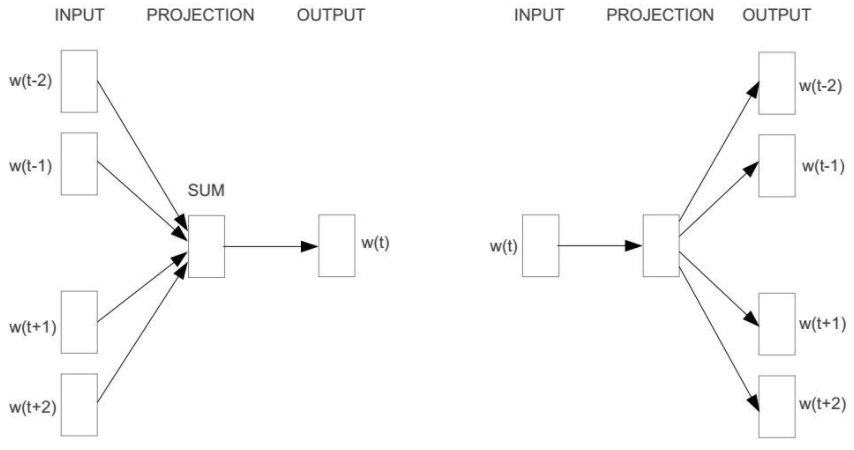 INPUT PROJECTION OUTPUT
w(t-2)
w(t-1)
SUM
w(t)
w(t+1)
w(t+2)
INPUT PROJECTION OUTPUT
w(t-2)
w(t-1)
w(t)
w(t+1)
w(t+2)